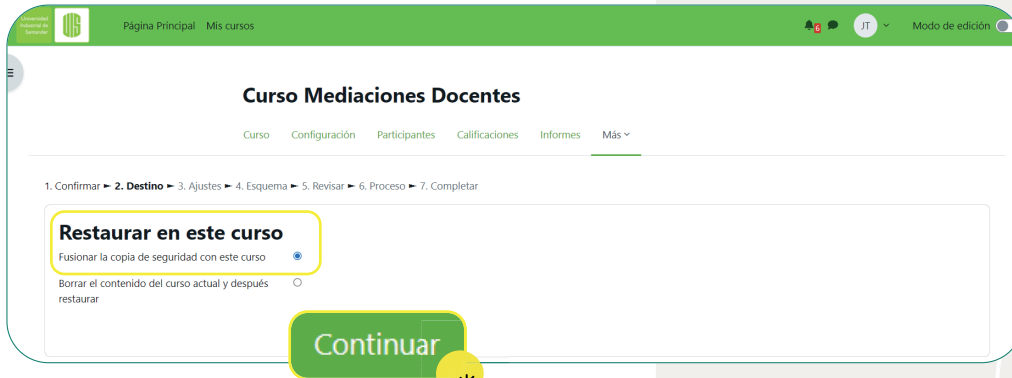 Universidad
Industrial de
Santander
UIS
Página Principal Mis cursos
6
JT
Modo de edición
Curso Mediaciones Docentes
Curso Configuración Participantes Calificaciones Informes Más
1. Confirmar ► 2. Destino ► 3. Ajustes ► 4. Esquema ► 5. Revisar ► 6. Proceso ► 7. Completar
Restaurar en este curso
Fusionar la copia de seguridad con este curso
Borrar el contenido del curso actual y después
restaurar
Continuar